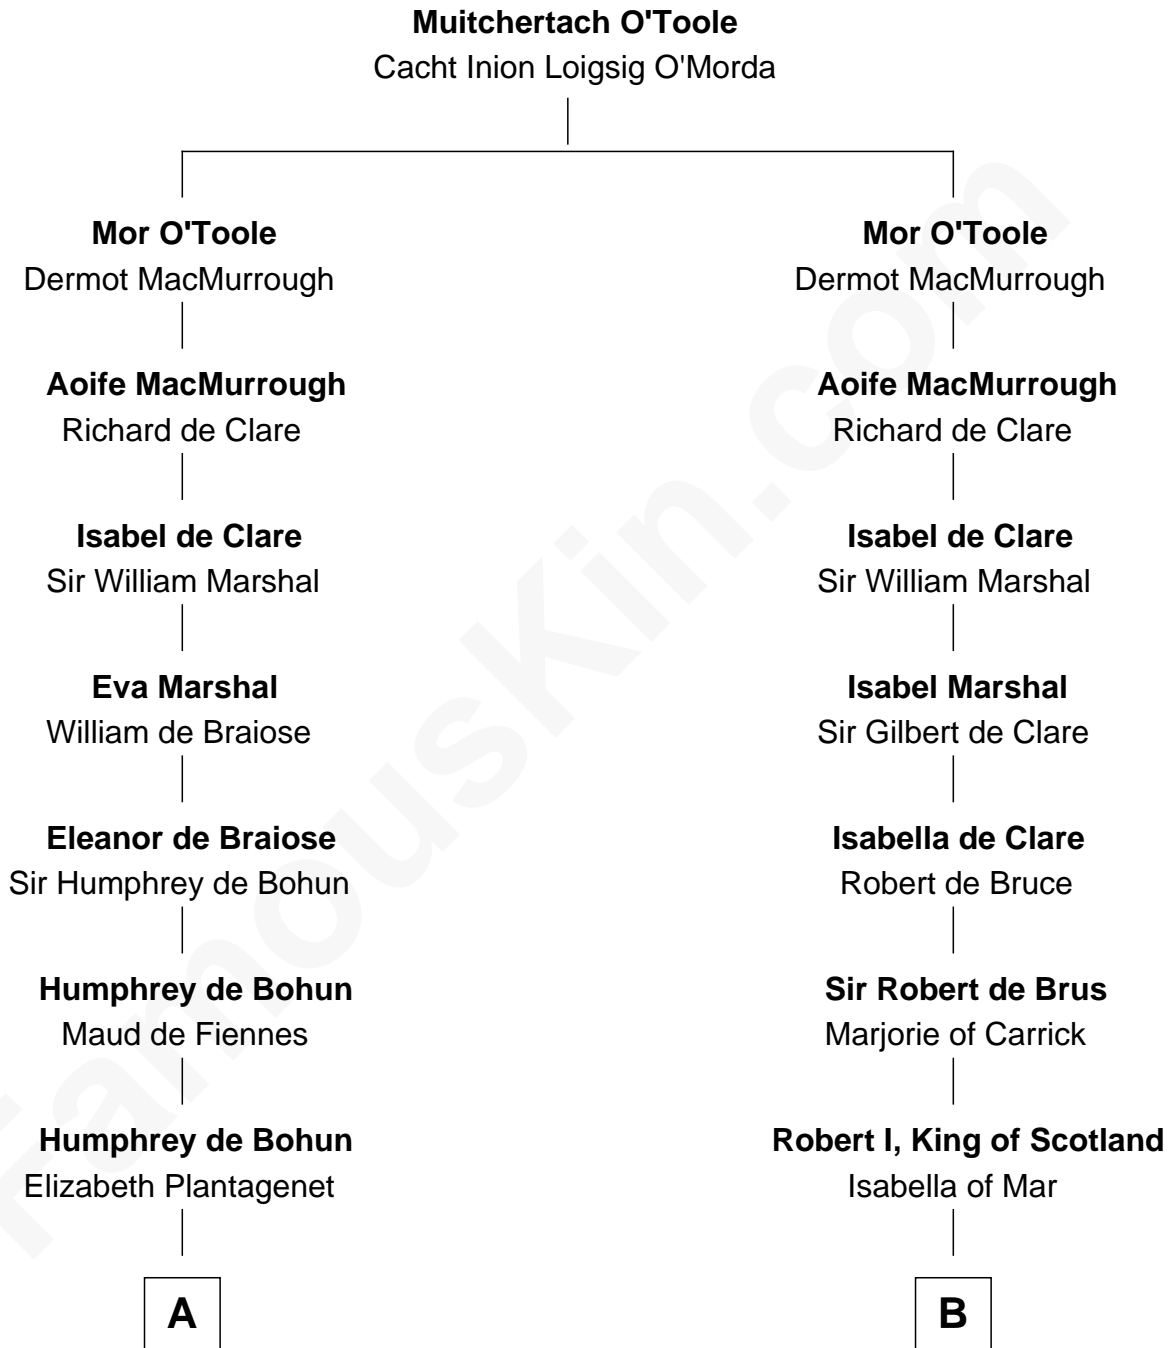 Muitchertach O'Toole
Cacht Inion Loigsig O'Morda
Mor O'Toole
Dermot MacMurrough
Aoife MacMurrough
Richard de Clare
Isabel de Clare
Sir William Marshal
Eva Marshal
William de Braiose
Eleanor de Braiose
Sir Humphrey de Bohun
Humphrey de Bohun
Maud de Fiennes
Humphrey de Bohun
Elizabeth Plantagenet
A
Mor O'Toole
Dermot MacMurrough
Aoife MacMurrough
Richard de Clare
Isabel de Clare
Sir William Marshal
Isabel Marshal
Sir Gilbert de Clare
Isabella de Clare
Robert de Bruce
Sir Robert de Brus
Marjorie of Carrick
Robert I, King of Scotland
Isabella of Mar
B
FamousKin.com